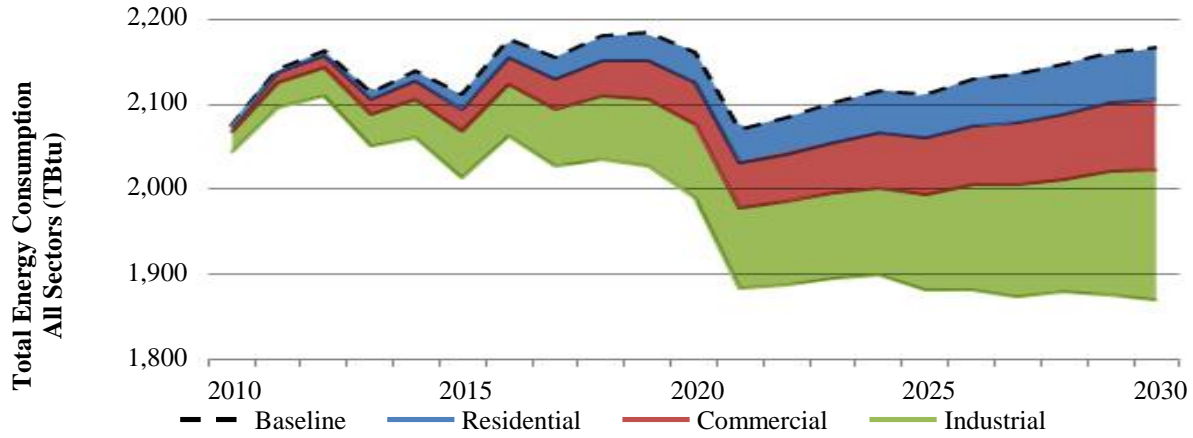 Total Energy Consumption
All Sectors (TBtu)
2,200
2,100
2,000
1,900
1,800
2010 2015 2020 2025 2030
Baseline Residential Commercial Industrial